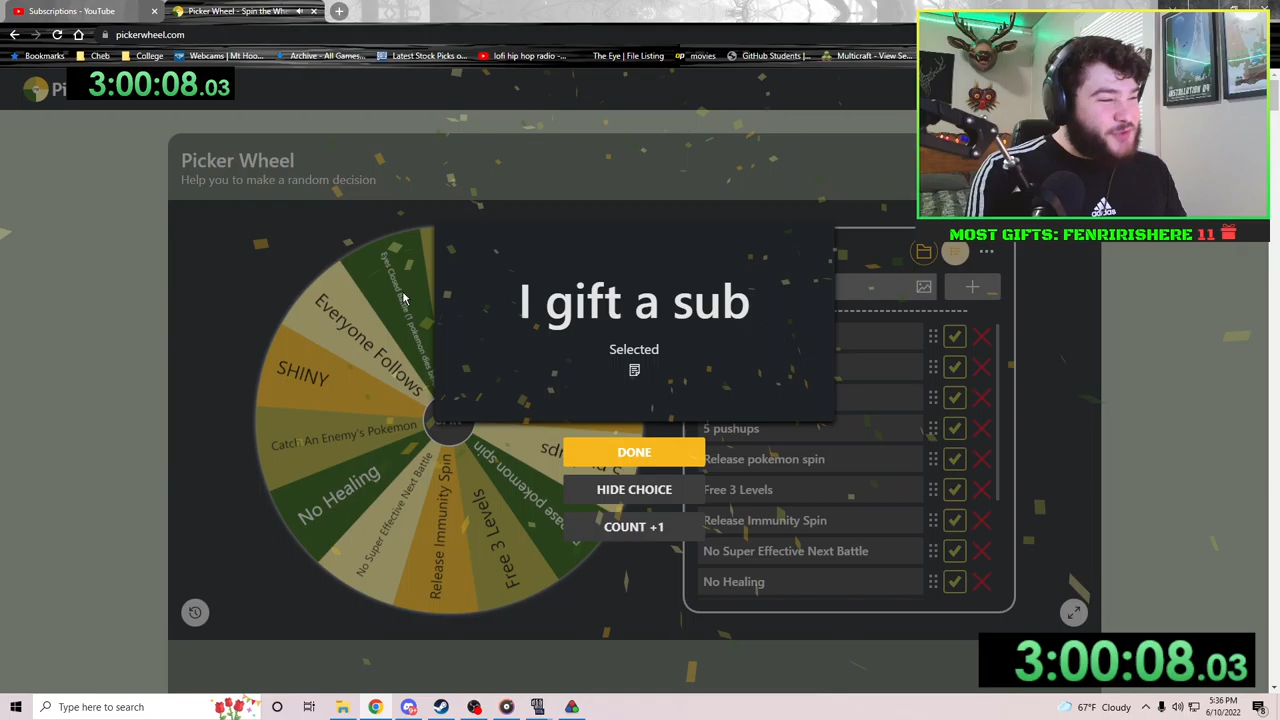 Subscriptions - YouTube
Picker Wheel - Spin the Wh
pickerwheel.com
Bookmarks
Cheb
College
Webcams | Mt Hoo...
Archive - All Games...
Latest Stock Picks o...
lofi hip hop radio -...
The Eye | File Listing
op movies
GitHub Students |...
Multicraft - View Se...
3:00:08.03
Pi
Picker Wheel
Help you to make a random decision
MOST GIFTS: FENRIRISHERE 11
I gift a sub
Selected
DONE
HIDE CHOICE
COUNT +1
Everyone Follows
SHINY
Catch An Enemy's Pokemon
No Healing
No Super Effective Next Battle
Release Immunity Spin
Free 3 Levels
5 pushups
Release pokemon spin
Free 3 Levels
Release Immunity Spin
No Super Effective Next Battle
No Healing
3:00:08.03
Type here to search
67°F Cloudy
5:36 PM
6/10/2022
8